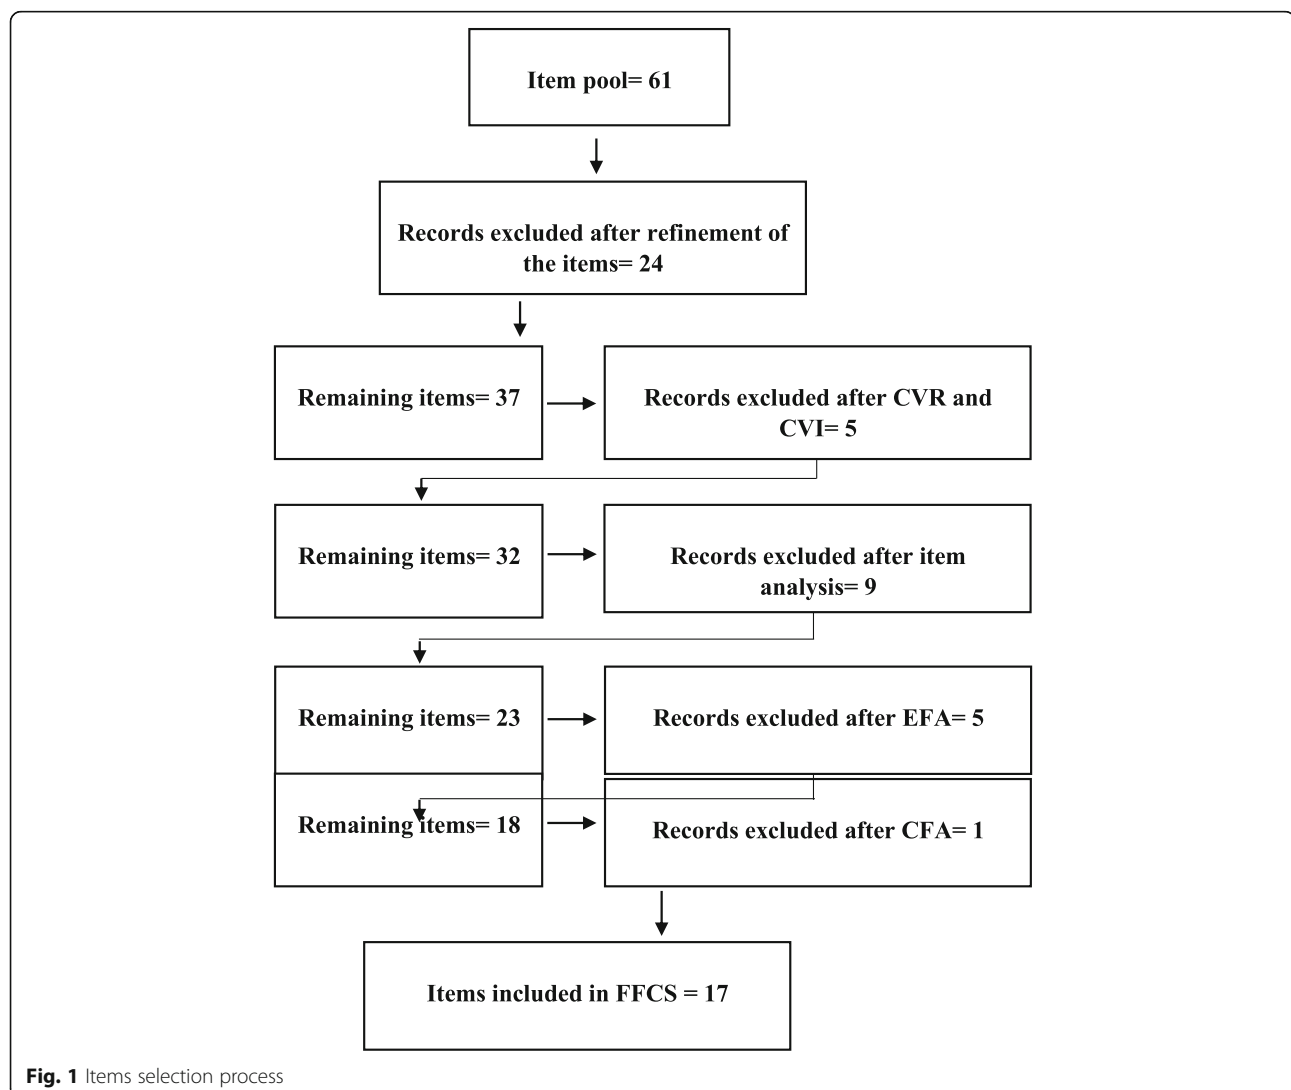 Item pool= 61
Records excluded after refinement of
the items= 24
Remaining items= 37
Records excluded after CVR and
CVI= 5
Remaining items= 32
Records excluded after item
analysis= 9
Remaining items= 23
Records excluded after EFA= 5
Remaining items= 18
Records excluded after CFA= 1
Items included in FFCS = 17
Fig. 1 Items selection process